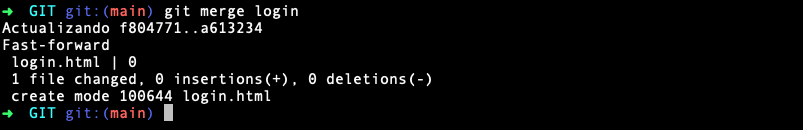 ➜ GIT git:(main) git merge login
Actualizando f804771..a613234
Fast-forward
login.html | 0
1 file changed, 0 insertions(+), 0 deletions(-)
create mode 100644 login.html
➜ GIT git:(main)